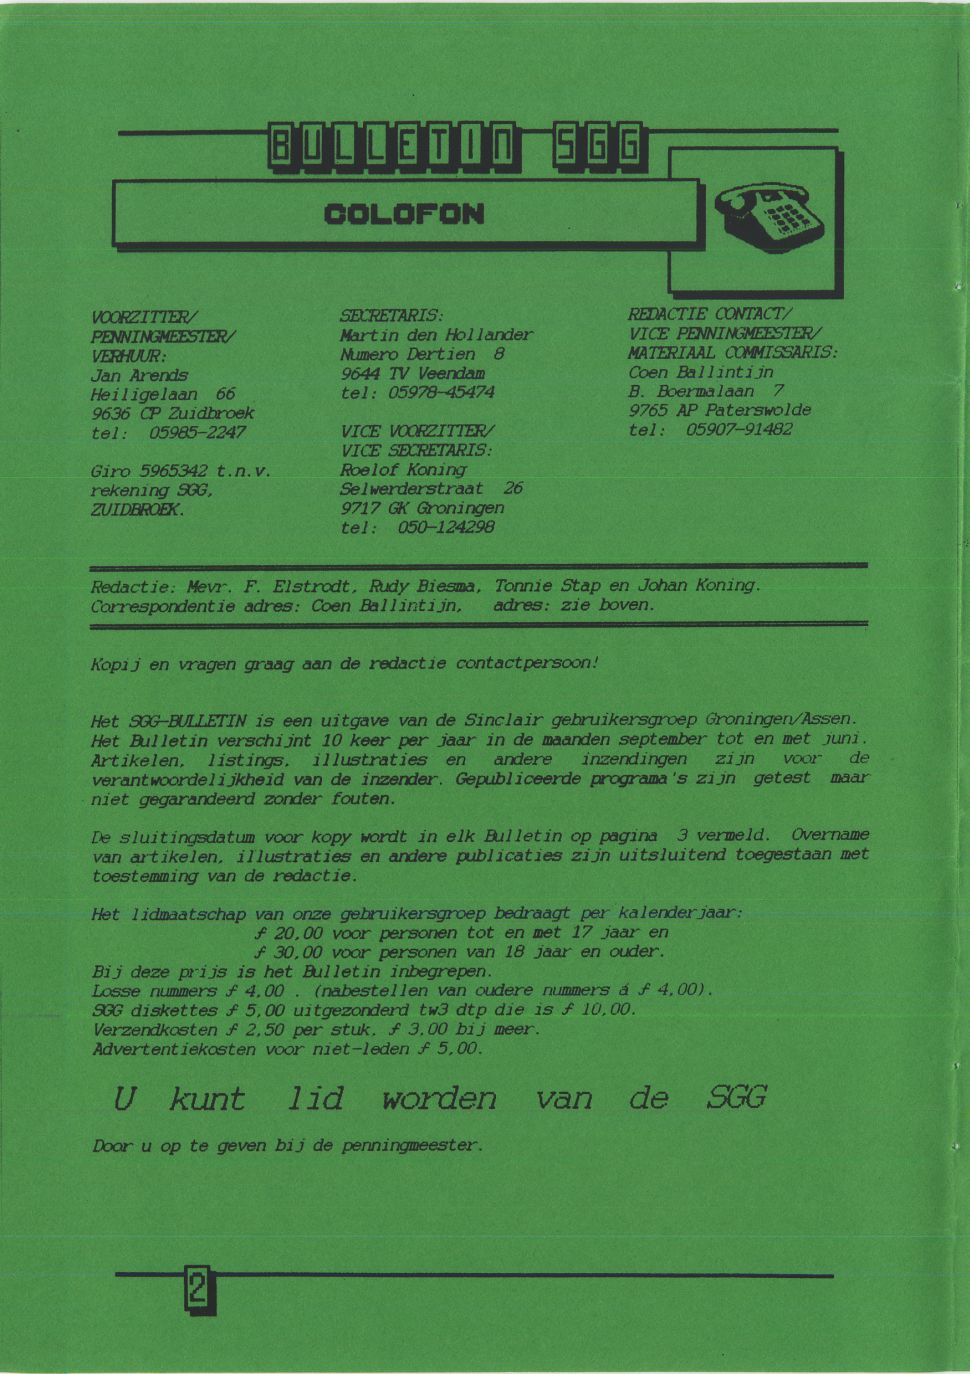 BULLETIN SGG
COLOFON
VOORZITTER/
PENNINGMEESTER/
VERHUUR:
Jan Arends
Heiligelaan 66
9636 CP Zuidbroek
tel: 05985-2247
Giro 5965342 t.n.v.
rekening SGG,
ZUIDBROEK.
SECRETARIS:
Martin den Hollander
Numero Dertien 8
9644 TV Veendam
tel: 05978-45474
VICE VOORZITTER/
VICE SECRETARIS:
Roelof Koning
Selwerderstraat 26
9717 GK Groningen
tel: 050-124298
REDACTIE CONTACT/
VICE PENNINGMEESTER/
MATERIAAL COMMISSARIS:
Coen Ballintijn
B. Boermalaan 7
9765 AP Paterswolde
tel: 05907-91482
Redactie: Mevr. F. Elstrodt, Rudy Biesma, Tonnie Stap en Johan Koning.
Correspondentie adres: Coen Ballintijn, adres: zie boven.
Kopij en vragen graag aan de redactie contactpersoon!
Het SGG-BULLETIN is een uitgave van de Sinclair gebruikersgroep Groningen/Assen.
Het Bulletin verschijnt 10 keer per jaar in de maanden september tot en met juni.
Artikelen, listings, illustraties en andere inzendingen zijn voor de
verantwoordelijkheid van de inzender. Gepubliceerde programa's zijn getest maar
niet gegarandeerd zonder fouten.
De sluitingsdatum voor kopy wordt in elk Bulletin op pagina 3 vermeld. Overname
van artikelen, illustraties en andere publicaties zijn uitsluitend toegestaan met
toestemming van de redactie.
Het lidmaatschap van onze gebruikersgroep bedraagt per kalenderjaar:
ƒ 20,00 voor personen tot en met 17 jaar en
ƒ 30,00 voor personen van 18 jaar en ouder.
Bij deze prijs is het Bulletin inbegrepen.
Losse nummers ƒ 4,00 . (nabestellen van oudere nummers á ƒ 4,00).
SGG diskettes ƒ 5,00 uitgezonderd tw3 dtp die is ƒ 10,00.
Verzendkosten ƒ 2,50 per stuk, ƒ 3,00 bij meer.
Advertentiekosten voor niet-leden ƒ 5,00.
U kunt lid worden van de SGG
Door u op te geven bij de penningmeester.
2